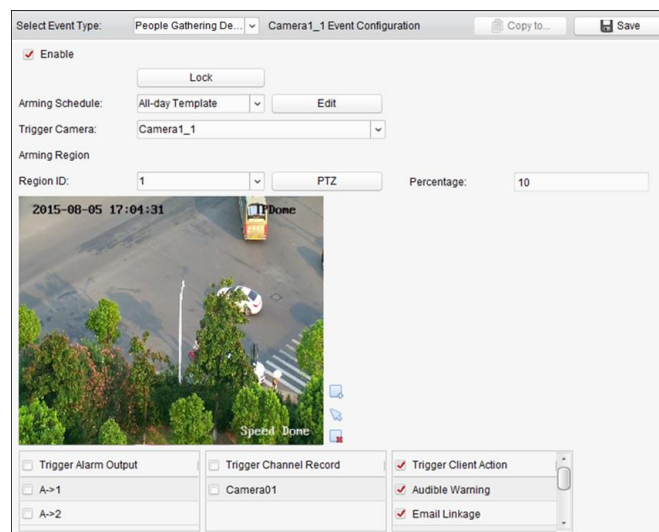 Select Event Type: People Gathering De... Camera1_1 Event Configuration Copy to... Save
Enable
Lock
Arming Schedule: All-day Template Edit
Trigger Camera: Camera1_1
Arming Region
Region ID: 1 PTZ Percentage: 10
2015-08-05 17:04:31 IPDome
Speed Dome
Trigger Alarm Output Trigger Channel Record Trigger Client Action
A->1 Camera01 Audible Warning
A->2 Email Linkage